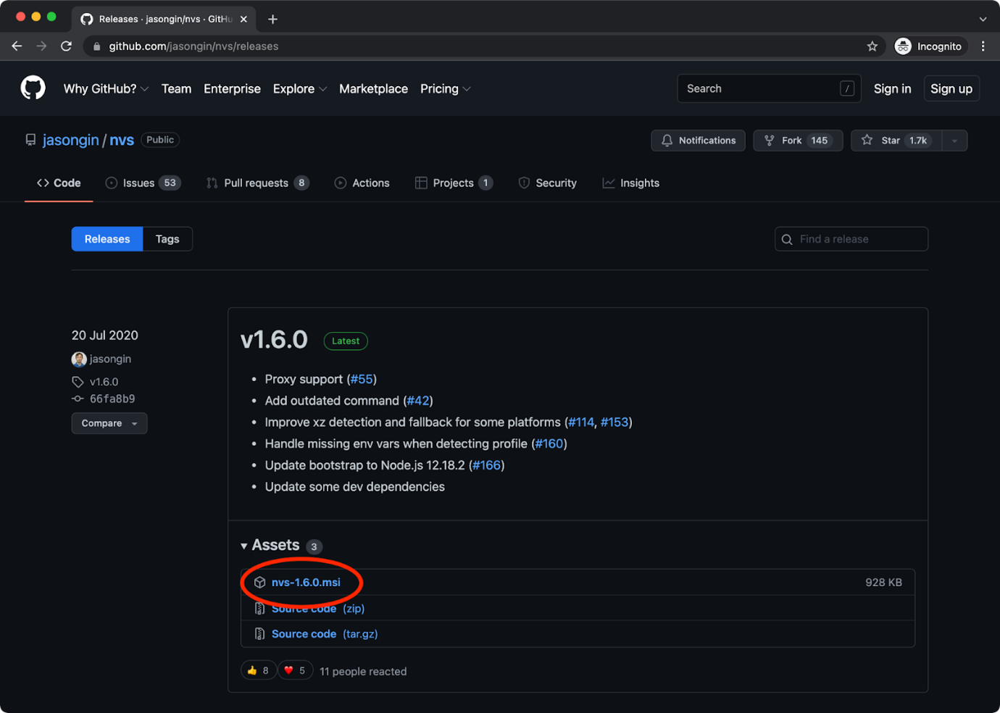 Releases · jasongin/nvs · GitHu
github.com/jasongin/nvs/releases
Incognito
Why GitHub? Team Enterprise Explore Marketplace Pricing Search / Sign in Sign up
jasongin / nvs Public Notifications Fork 145 Star 1.7k
Code Issues 53 Pull requests 8 Actions Projects 1 Security Insights
Releases Tags Find a release
20 Jul 2020
jasongin
v1.6.0
66fa8b9
Compare
v1.6.0 Latest
• Proxy support (#55)
• Add outdated command (#42)
• Improve xz detection and fallback for some platforms (#114, #153)
• Handle missing env vars when detecting profile (#160)
• Update bootstrap to Node.js 12.18.2 (#166)
• Update some dev dependencies
Assets 3
nvs-1.6.0.msi 928 KB
Source code (zip)
Source code (tar.gz)
👍 8 ❤️ 5 11 people reacted